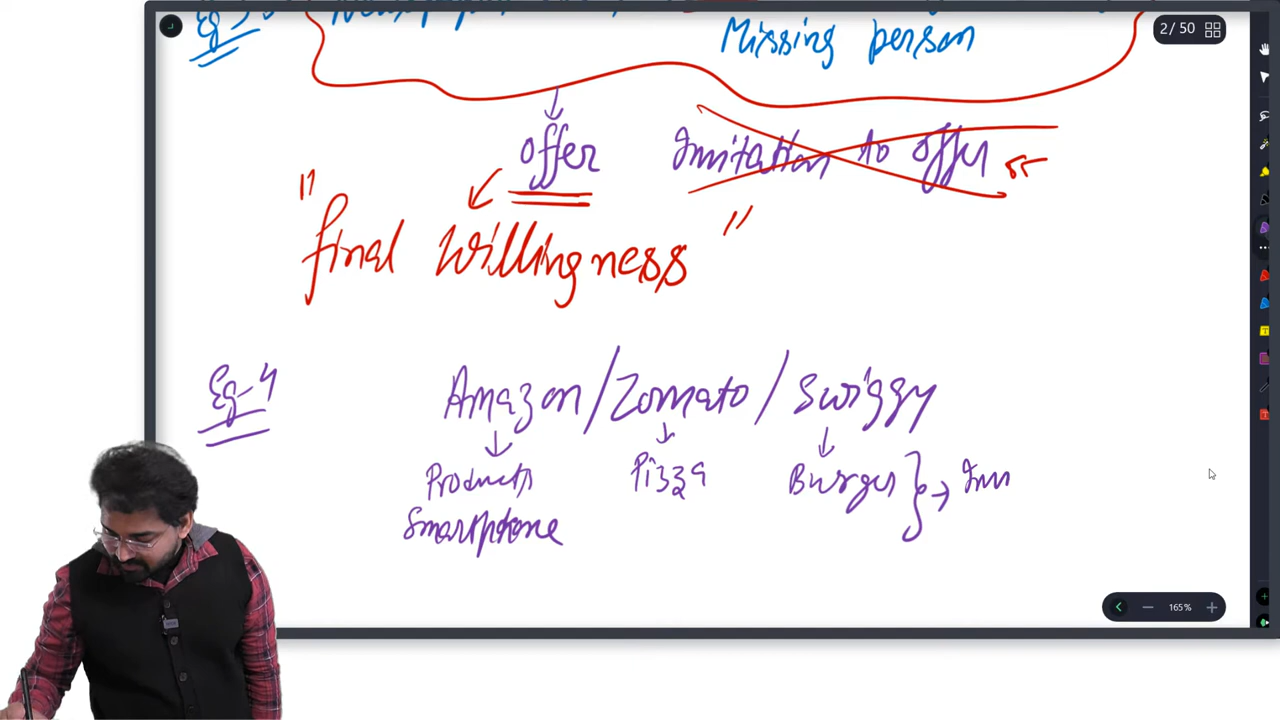 Missing person
2/50
Offer Invitation to offer
"final Willingness"
Eg-4 Amazon/Zomato/Swiggy
Products Pizza Burger
Smartphone
165%